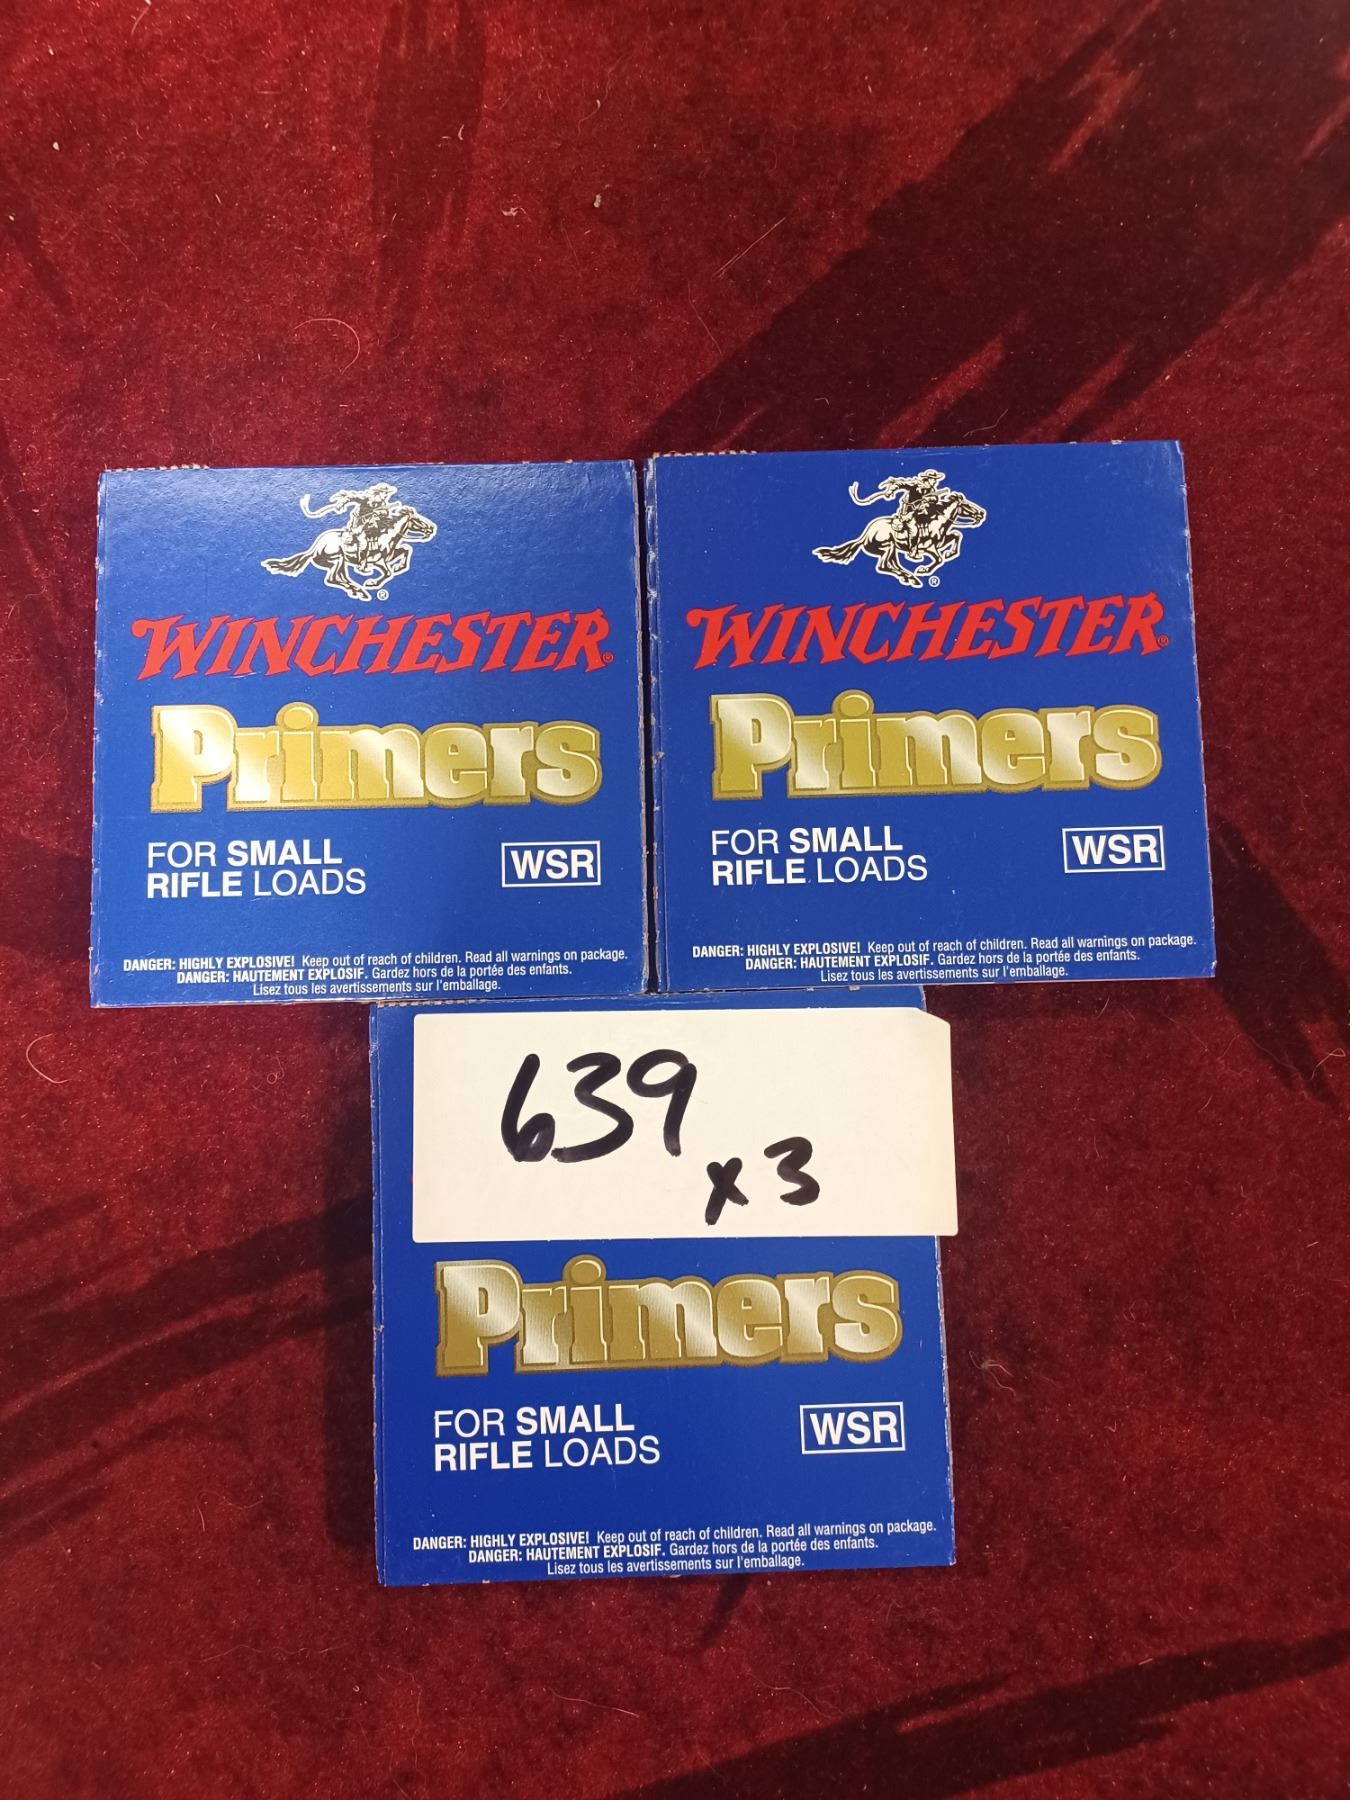 WINCHESTER®
Primers
FOR SMALL
RIFLE LOADS
WSR
DANGER: HIGHLY EXPLOSIVE! Keep out of reach of children. Read all warnings on package.
DANGER: HAUTEMENT EXPLOSIF. Gardez hors de la portée des enfants.
Lisez tous les avertissements sur l'emballage.
WINCHESTER®
Primers
FOR SMALL
RIFLE LOADS
WSR
DANGER: HIGHLY EXPLOSIVE! Keep out of reach of children. Read all warnings on package.
DANGER: HAUTEMENT EXPLOSIF. Gardez hors de la portée des enfants.
Lisez tous les avertissements sur l'emballage.
639 x3
Primers
FOR SMALL
RIFLE LOADS
WSR
DANGER: HIGHLY EXPLOSIVE! Keep out of reach of children. Read all warnings on package.
DANGER: HAUTEMENT EXPLOSIF. Gardez hors de la portée des enfants.
Lisez tous les avertissements sur l'emballage.